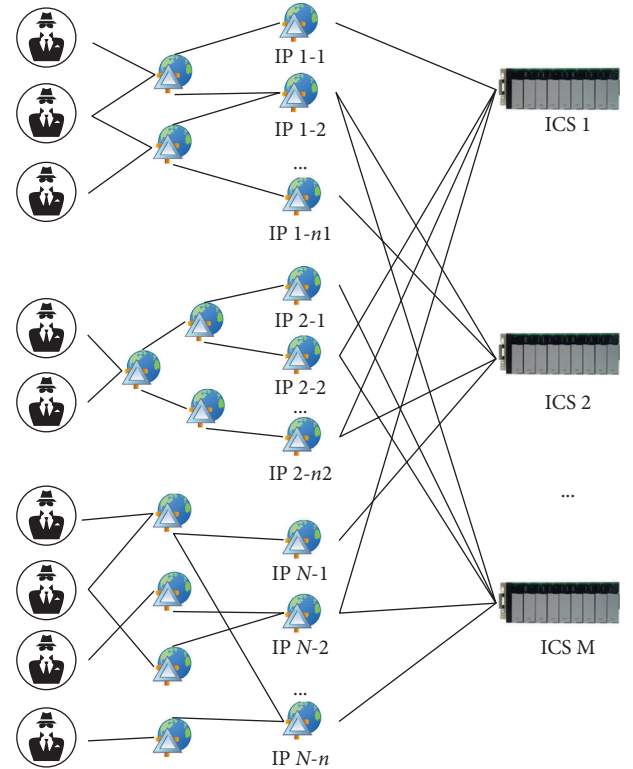 IP 1-1
IP 1-2
...
IP 1-n1
IP 2-1
IP 2-2
...
IP 2-n2
IP N-1
IP N-2
...
IP N-n
ICS 1
ICS 2
...
ICS M